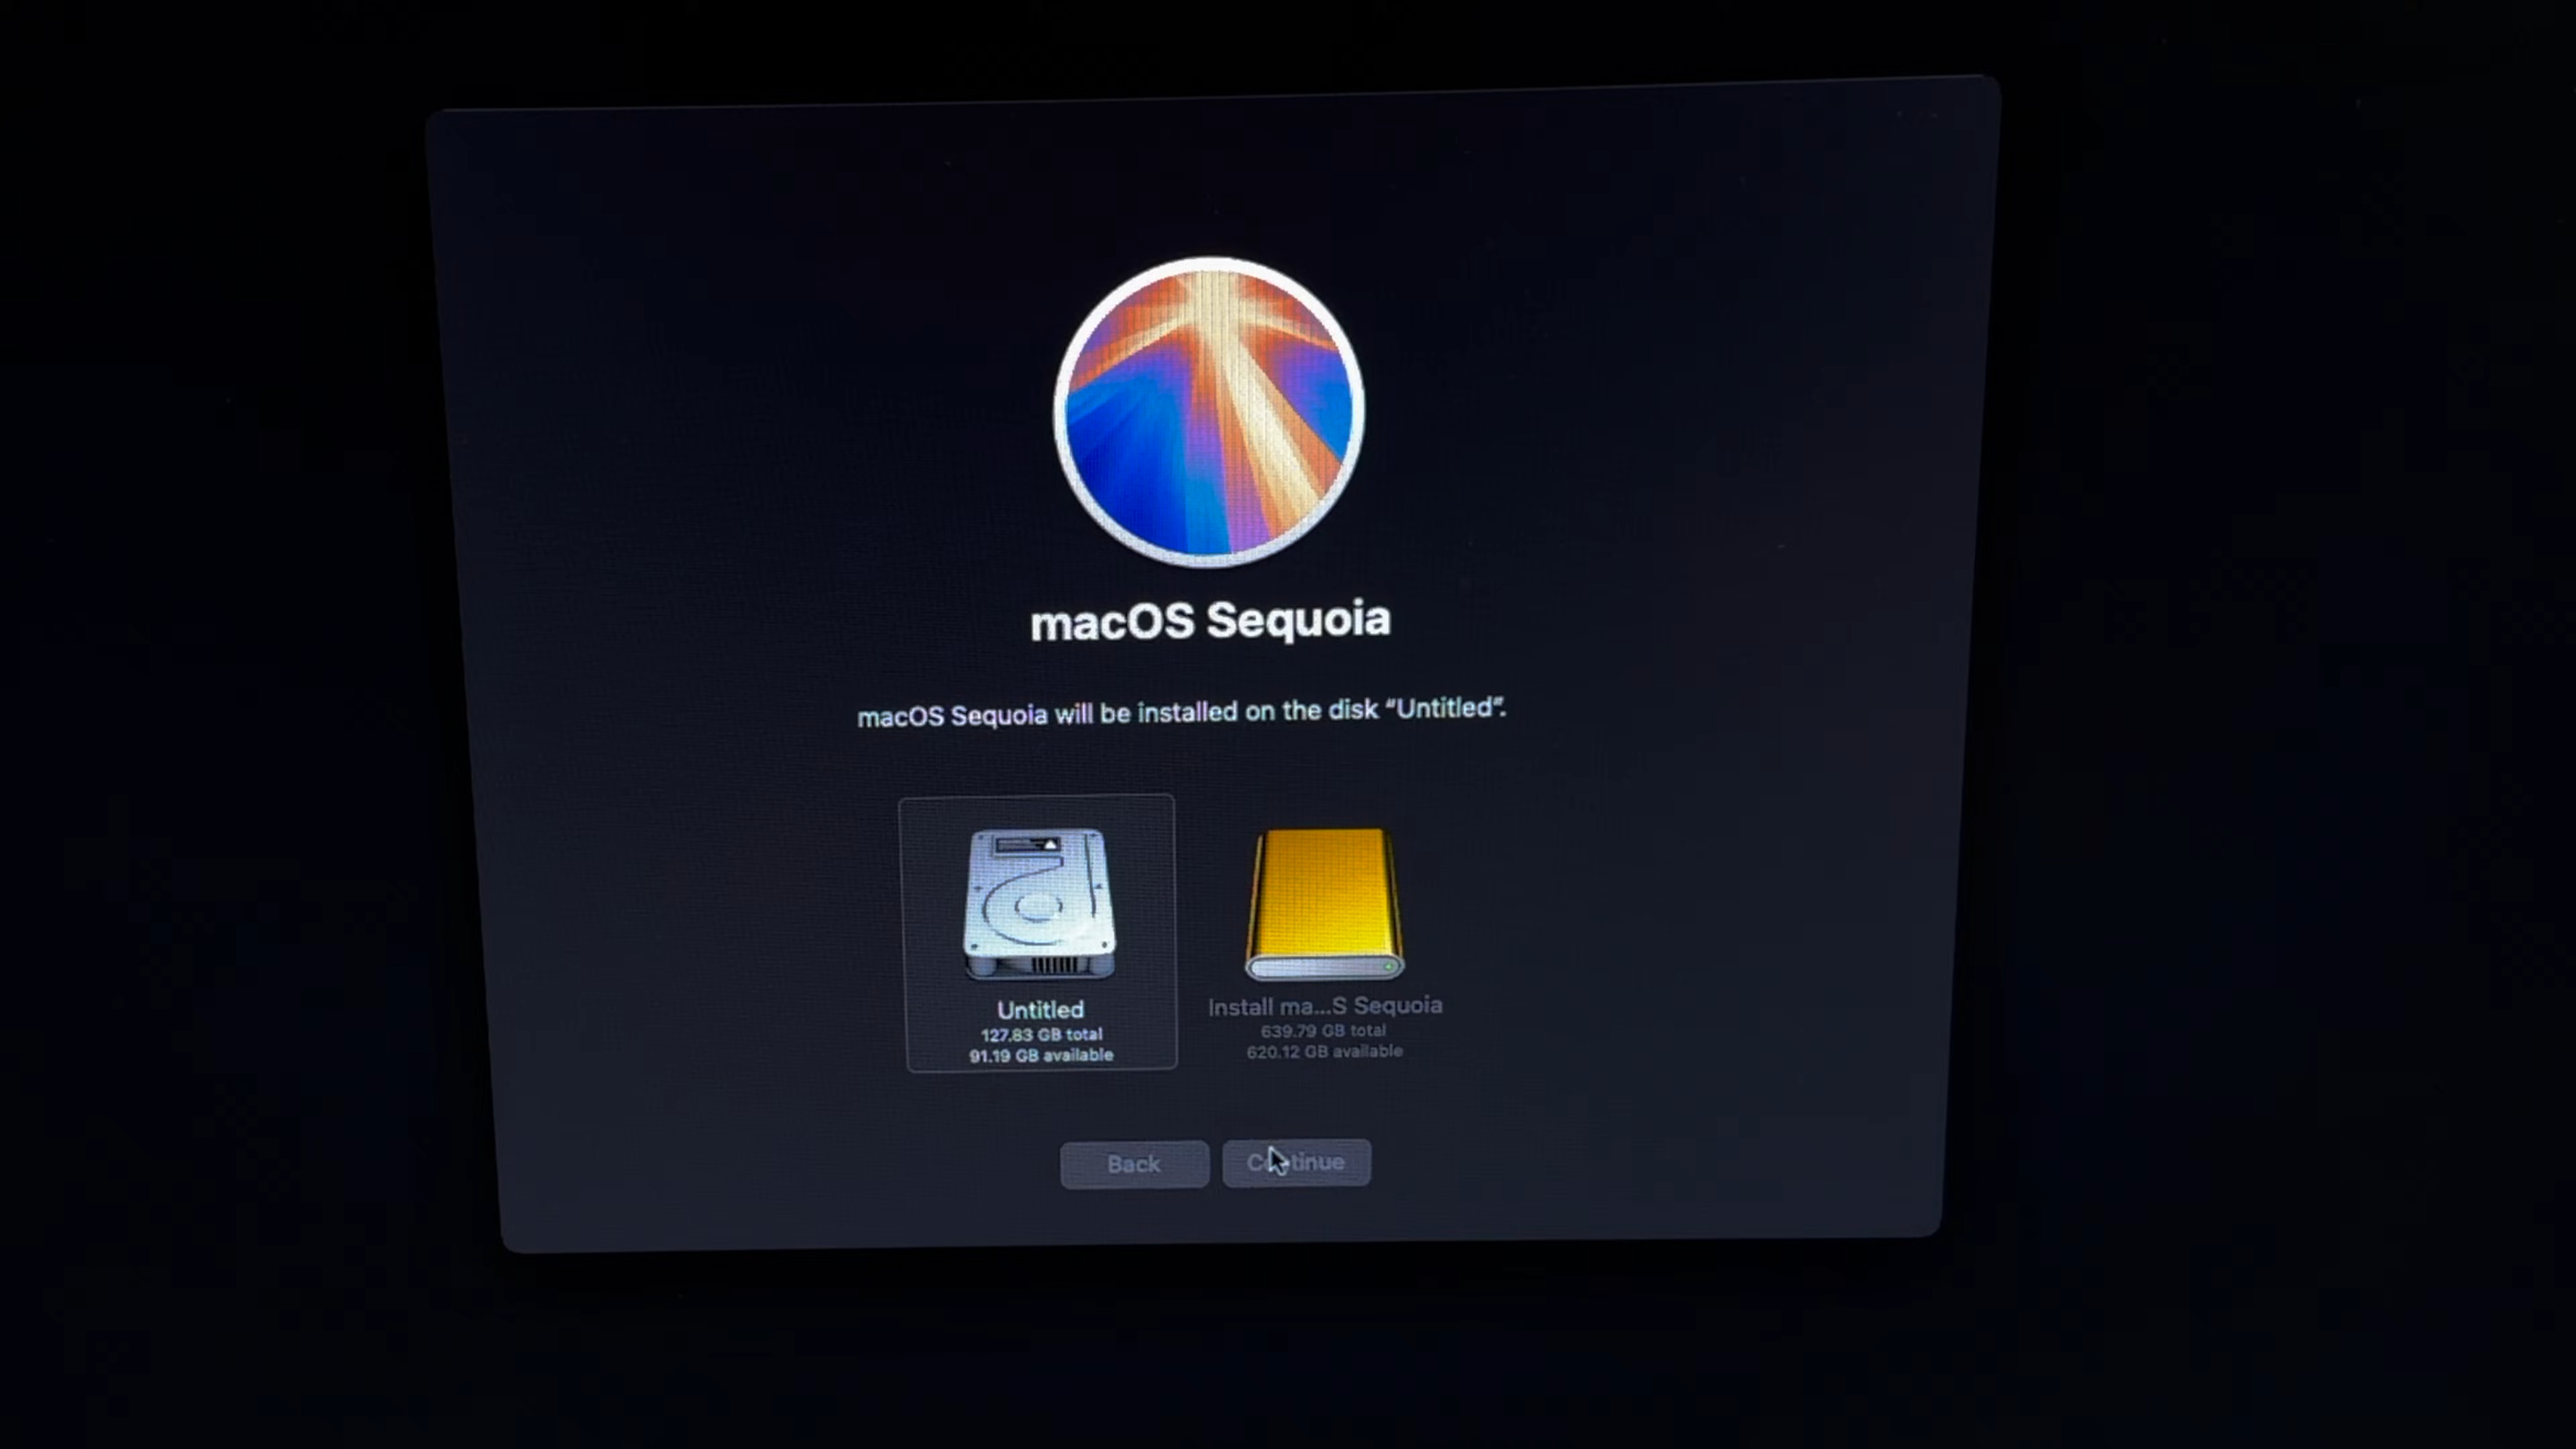 macOS Sequoia
macOS Sequoia will be installed on the disk “Untitled”.
Untitled
127.83 GB total
91.19 GB available
Install ma...S Sequoia
639.79 GB total
620.12 GB available
Back
Continue